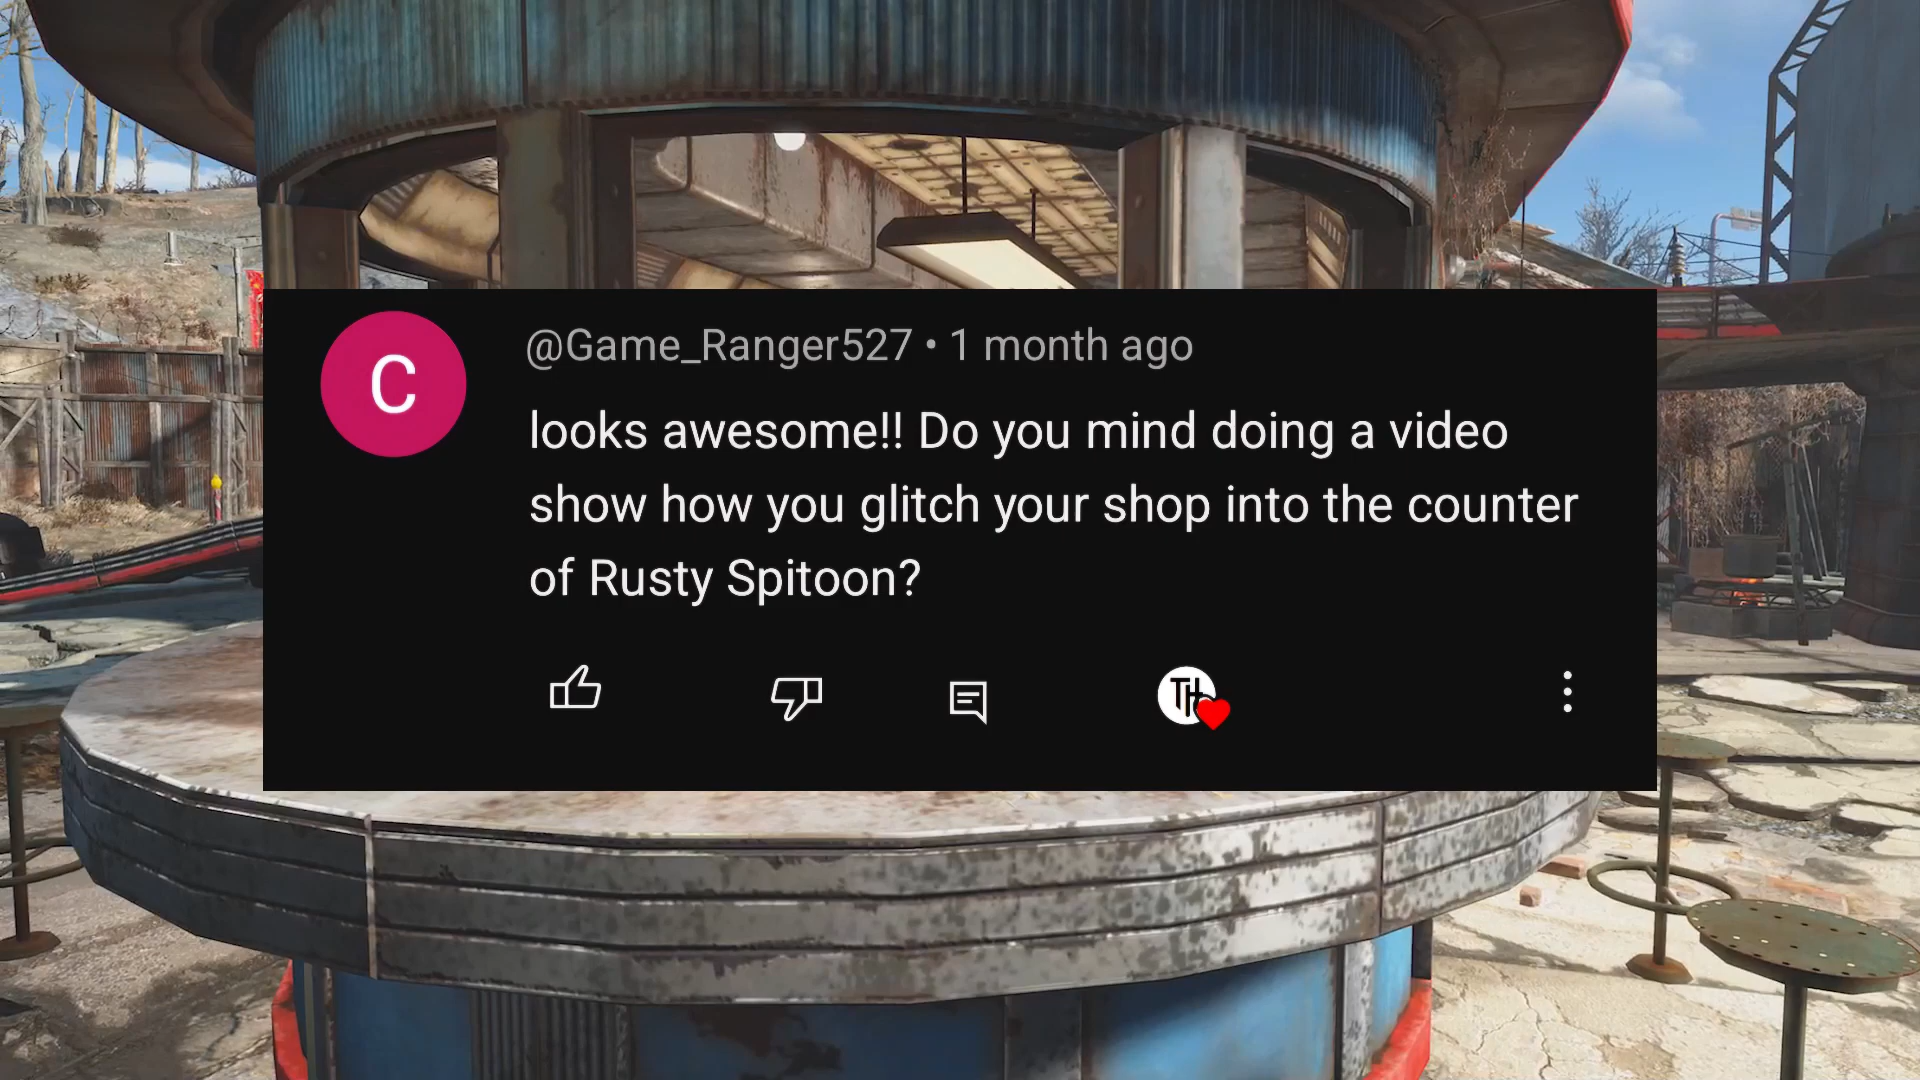 C
@Game_Ranger527 • 1 month ago
looks awesome!! Do you mind doing a video
show how you glitch your shop into the counter
of Rusty Spitoon?
TH